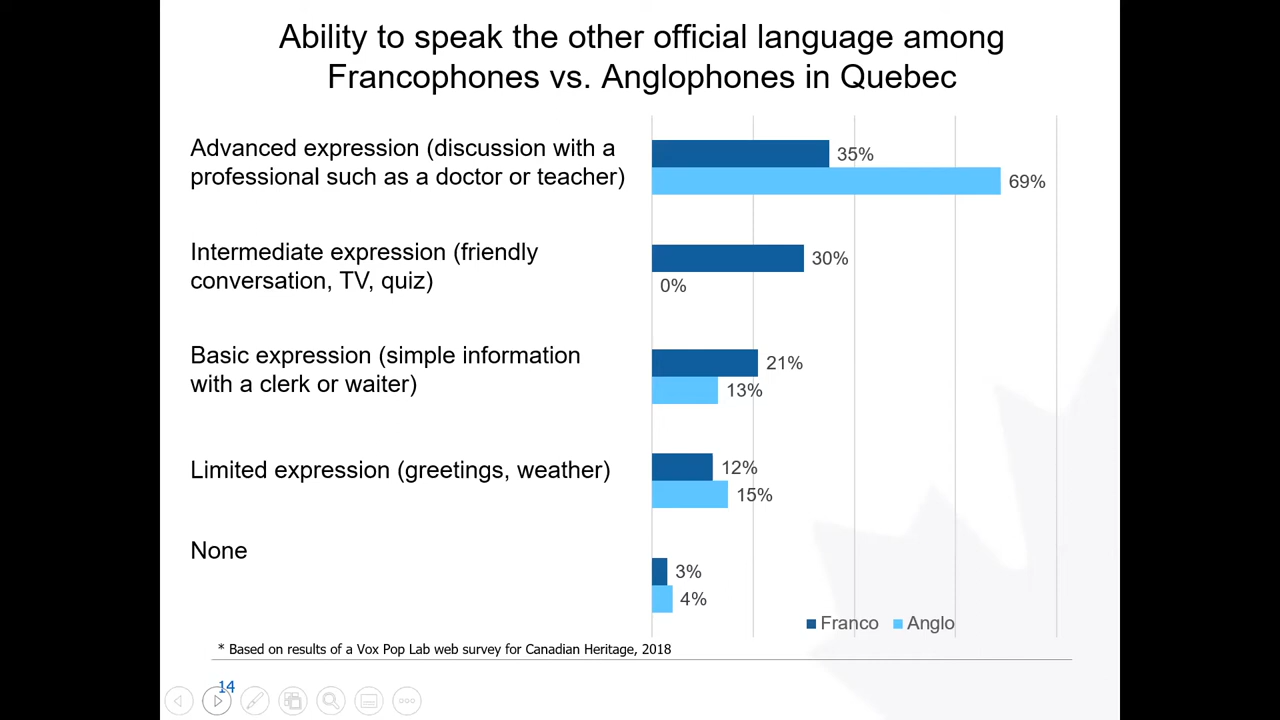 Ability to speak the other official language among
Francophones vs. Anglophones in Quebec
Advanced expression (discussion with a
professional such as a doctor or teacher)
35%
69%
Intermediate expression (friendly
conversation, TV, quiz)
30%
0%
Basic expression (simple information
with a clerk or waiter)
21%
13%
Limited expression (greetings, weather)
12%
15%
None
3%
4%
Franco Anglo
* Based on results of a Vox Pop Lab web survey for Canadian Heritage, 2018
14